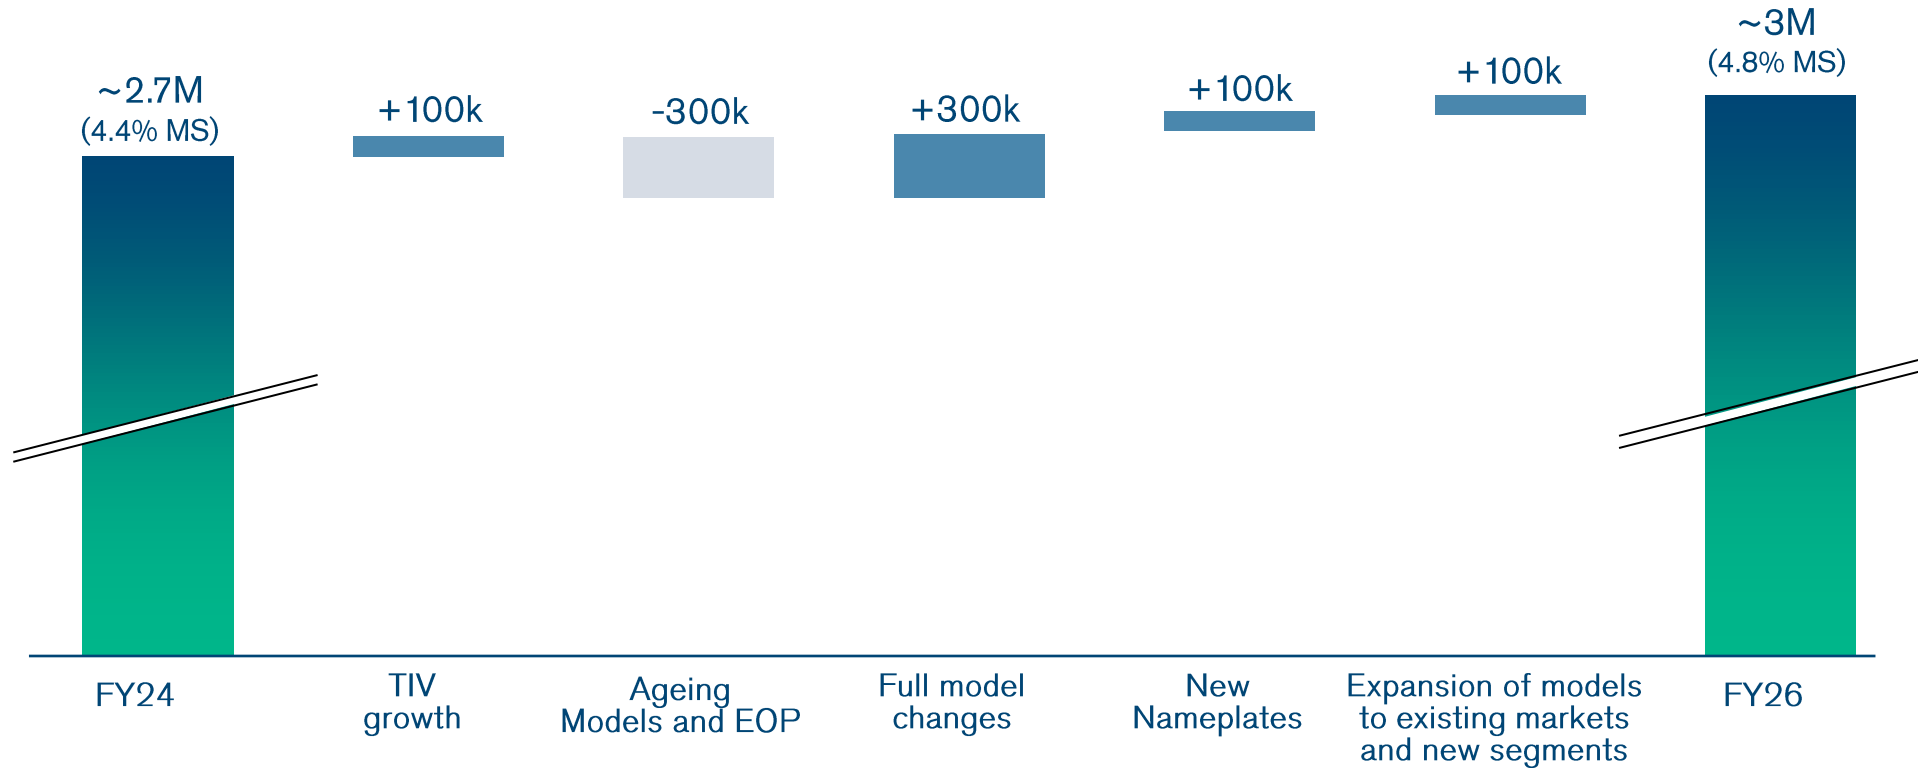 ~2.7M
(4.4% MS)
+100k
-300k
+300k
+100k
+100k
~3M
(4.8% MS)
FY24
TIV
growth
Ageing
Models and EOP
Full model
changes
New
Nameplates
Expansion of models
to existing markets
and new segments
FY26